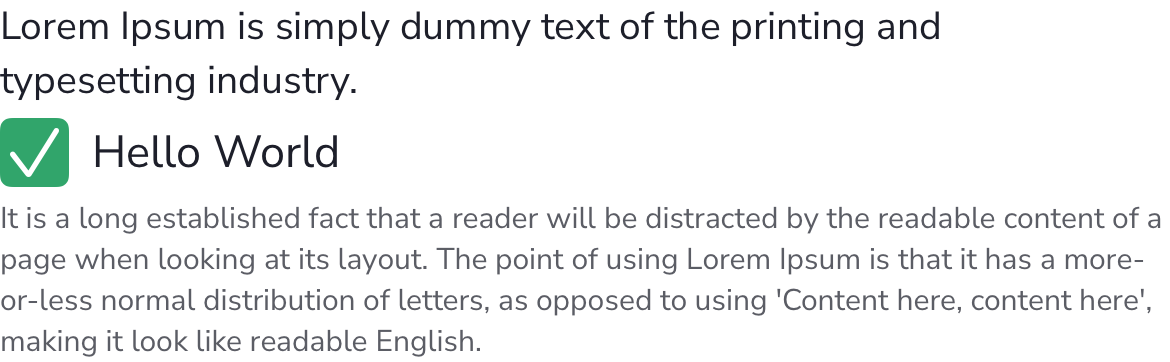 Lorem Ipsum is simply dummy text of the printing and
typesetting industry.
Hello World
It is a long established fact that a reader will be distracted by the readable content of a
page when looking at its layout. The point of using Lorem Ipsum is that it has a more-
or-less normal distribution of letters, as opposed to using 'Content here, content here',
making it look like readable English.